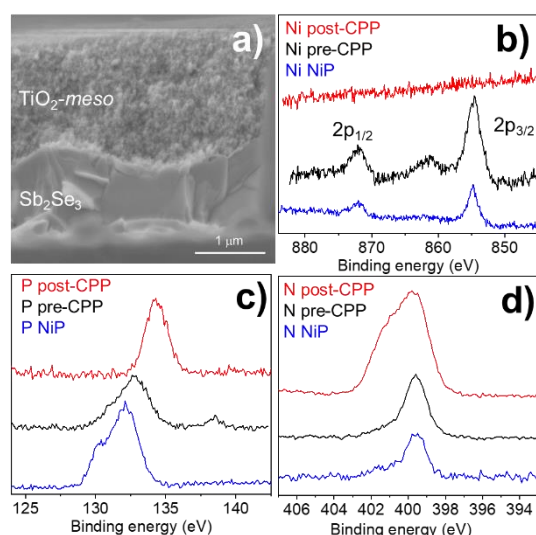 a)
TiO2-meso
Sb2Se3
1 μm
b)
Ni post-CPP
Ni pre-CPP
Ni NiP
2p1/2
2p3/2
880 870 860 850
Binding energy (eV)
c)
P post-CPP
P pre-CPP
P NiP
125 130 135 140
Binding energy (eV)
d)
N post-CPP
N pre-CPP
N NiP
406 404 402 400 398 396 394
Binding energy (eV)